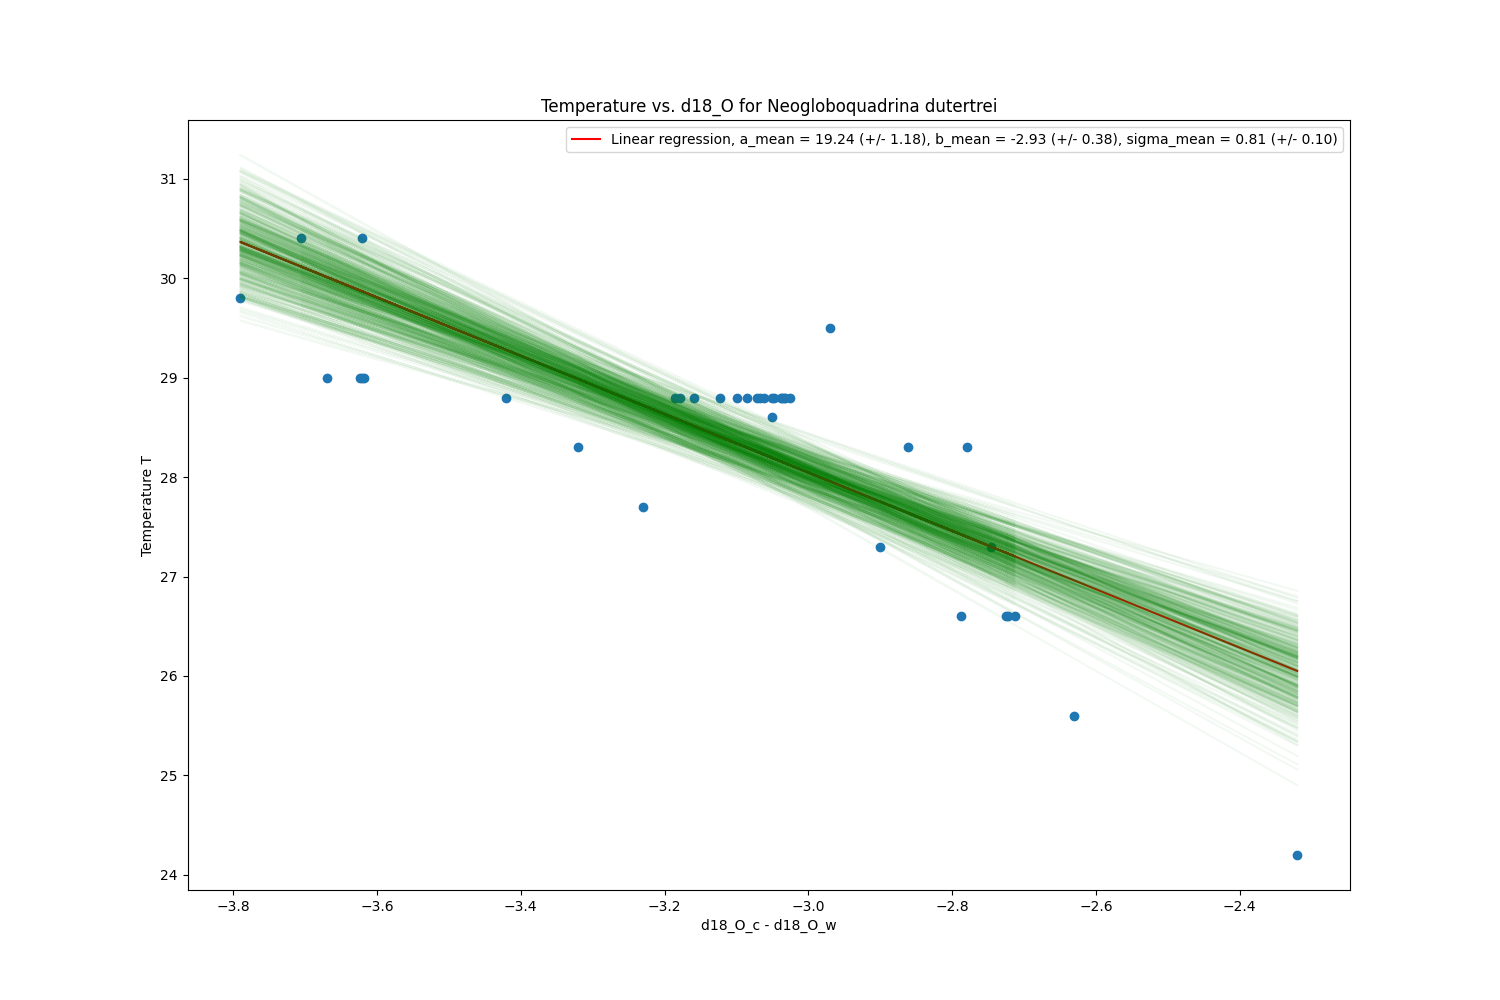 Temperature vs. d18_O for Neogloboquadrina dutertrei
Linear regression, a_mean = 19.24 (+/- 1.18), b_mean = -2.93 (+/- 0.38), sigma_mean = 0.81 (+/- 0.10)
31
30
29
28
27
26
25
24
Temperature T
−3.8 −3.6 −3.4 −3.2 −3.0 −2.8 −2.6 −2.4
d18_O_c - d18_O_w